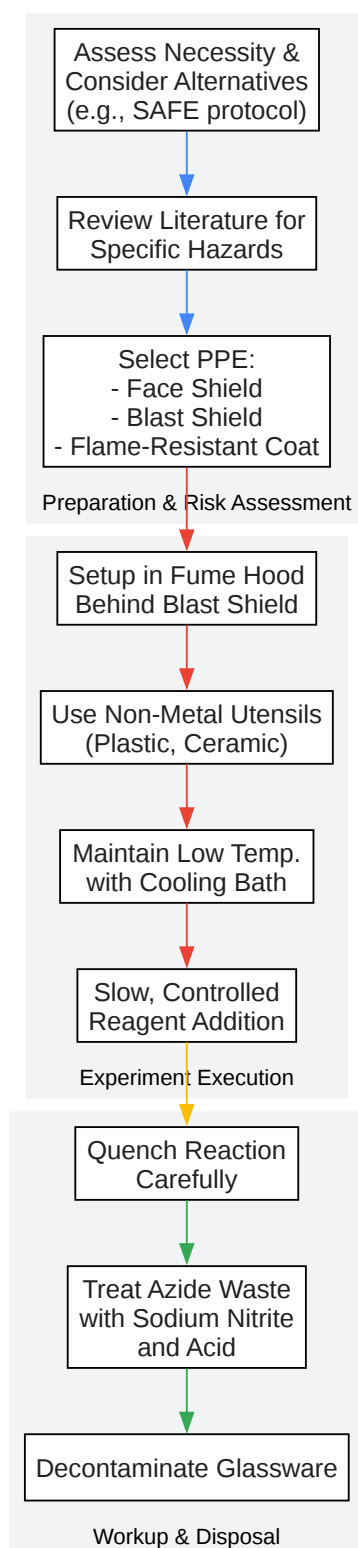 Assess Necessity &
Consider Alternatives
(e.g., SAFE protocol)
Review Literature for
Specific Hazards
Select PPE:
- Face Shield
- Blast Shield
- Flame-Resistant Coat
Preparation & Risk Assessment
Setup in Fume Hood
Behind Blast Shield
Use Non-Metal Utensils
(Plastic, Ceramic)
Maintain Low Temp.
with Cooling Bath
Slow, Controlled
Reagent Addition
Experiment Execution
Quench Reaction
Carefully
Treat Azide Waste
with Sodium Nitrite
and Acid
Decontaminate Glassware
Workup & Disposal